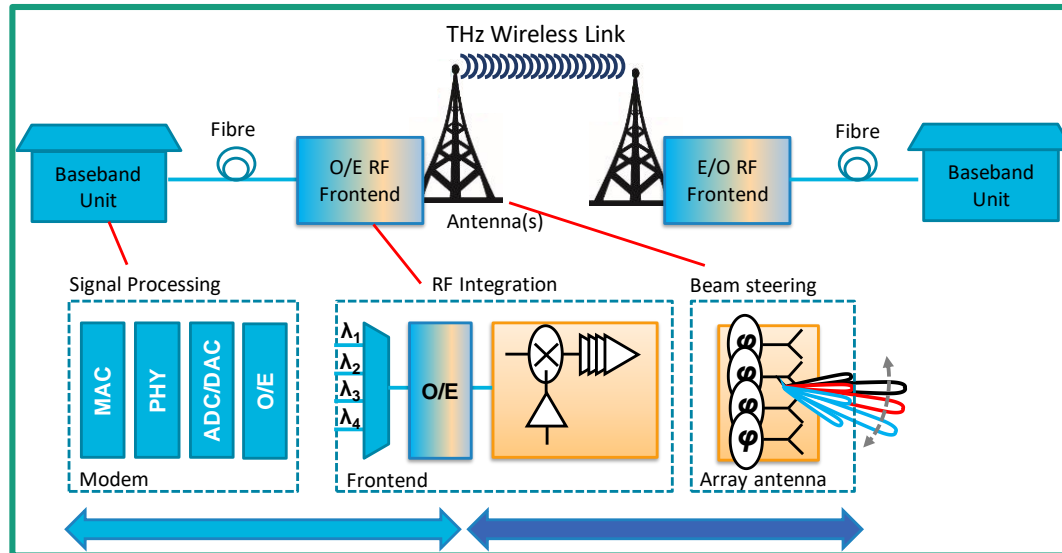 THz Wireless Link
Fibre
Fibre
Baseband
Unit
O/E RF
Frontend
E/O RF
Frontend
Baseband
Unit
Antenna(s)
Signal Processing
RF Integration
Beam steering
MAC
PHY
ADC/DAC
O/E
λ1
λ2
λ3
λ4
O/E
φ
φ
φ
φ
Modem
Frontend
Array antenna